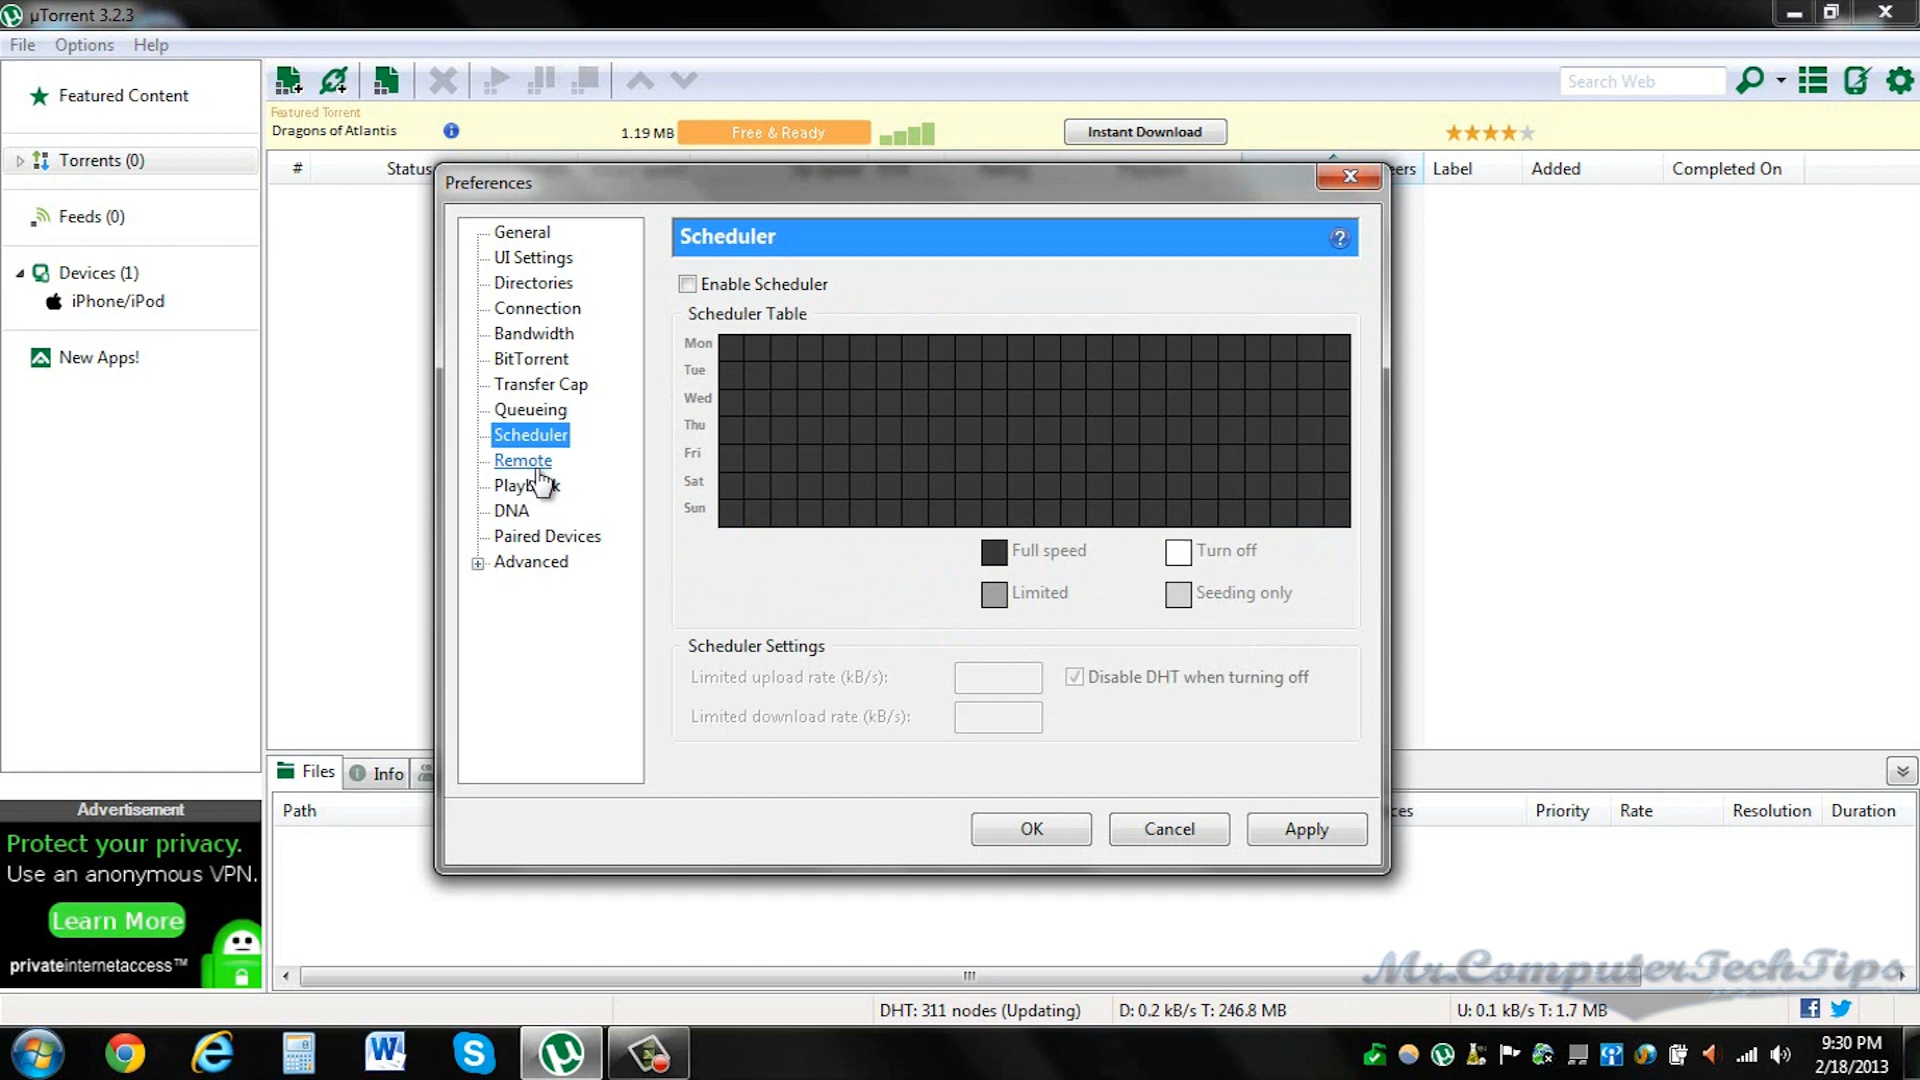 µTorrent 3.2.3
File Options Help
Featured Content
Torrents (0)
Feeds (0)
Devices (1)
iPhone/iPod
New Apps!
Search Web
Featured Torrent
Dragons of Atlantis
1.19 MB
Free & Ready
Instant Download
# Status
Label Added Completed On
Preferences
General
UI Settings
Directories
Connection
Bandwidth
BitTorrent
Transfer Cap
Queueing
Scheduler
Remote
DNA
Paired Devices
Advanced
Scheduler
Enable Scheduler
Scheduler Table
Mon
Tue
Wed
Thu
Fri
Sat
Sun
Full speed
Turn off
Limited
Seeding only
Scheduler Settings
Limited upload rate (kB/s):
Disable DHT when turning off
Limited download rate (kB/s):
OK Cancel Apply
Files Info
Path
Priority Rate Resolution Duration
Advertisement
Protect your privacy.
Use an anonymous VPN.
Learn More
privateinternetaccess™
Mr.ComputerTechTips
DHT: 311 nodes (Updating)
D: 0.2 kB/s T: 246.8 MB
U: 0.1 kB/s T: 1.7 MB
9:30 PM
2/18/2013